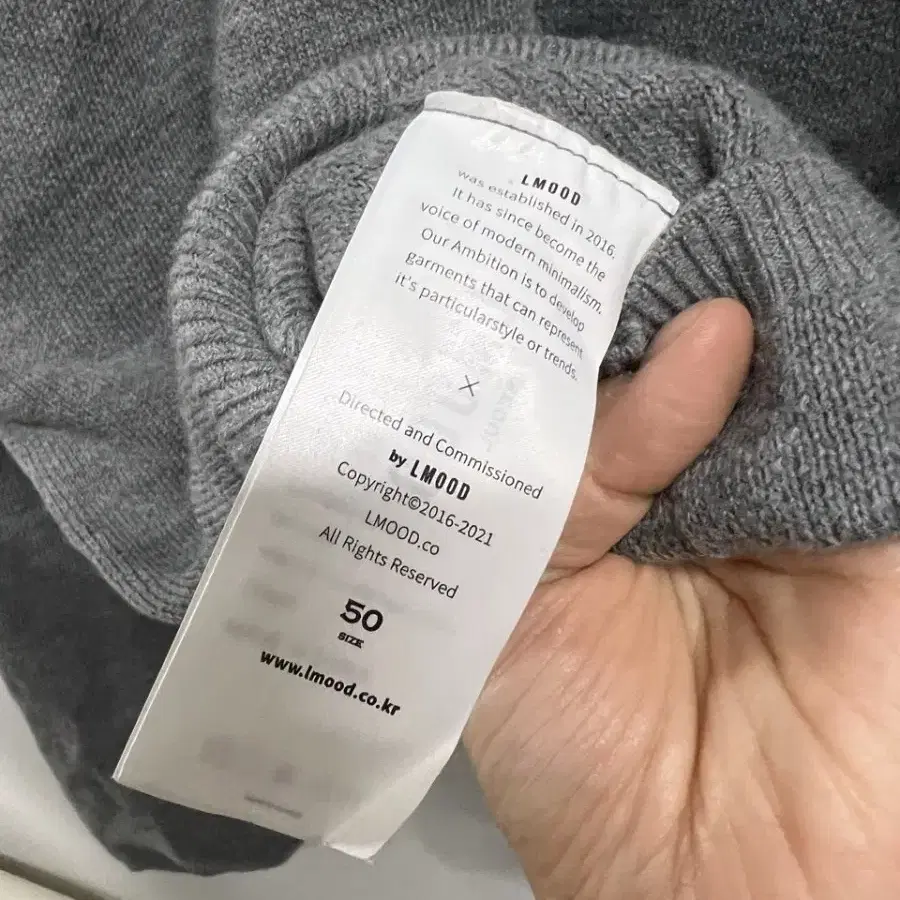 LMOOD
was established in 2016.
It has since become the
voice of modern minimalism.
Our Ambition is to develop
garments that can represent
it's particularstyle or trends.
X
Directed and Commissioned
by LMOOD
Copyright©2016-2021
LMOOD.co
All Rights Reserved
50
SIZE
www.lmood.co.kr